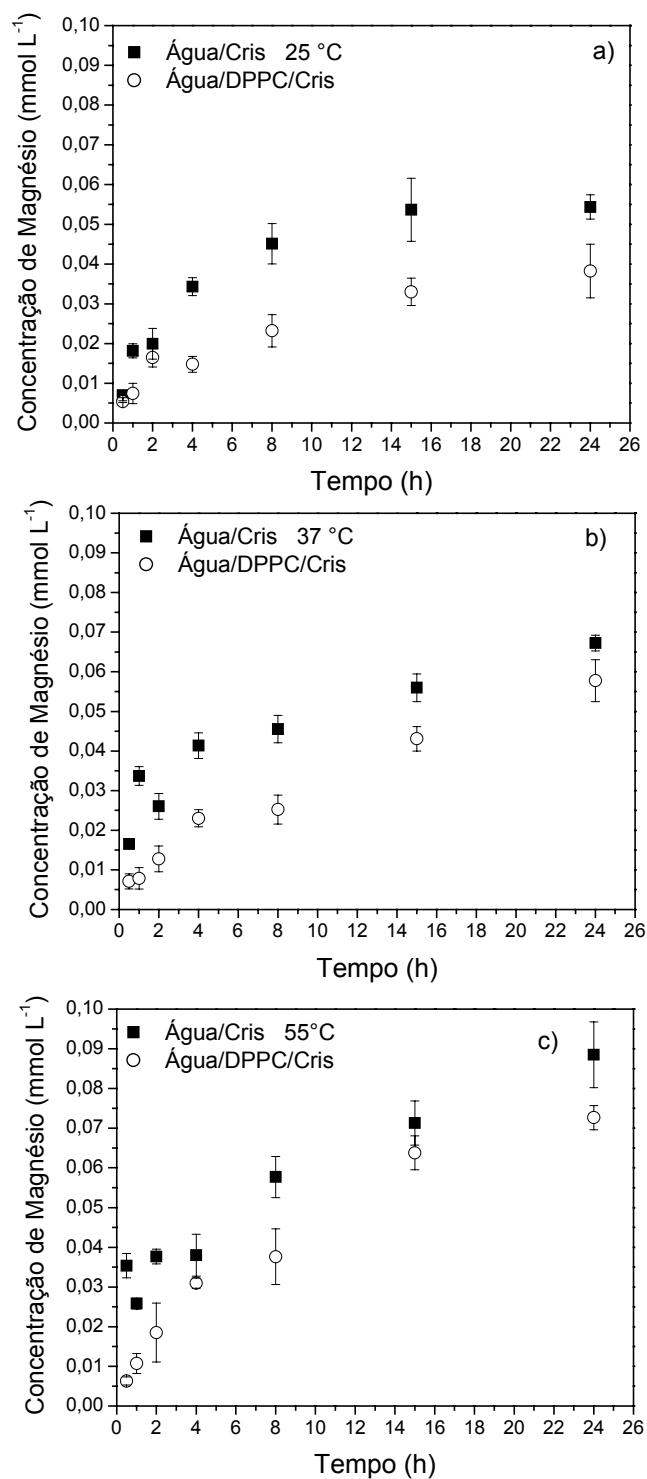 Concentração de Magnésio (mmol L⁻¹)
0,10
0,09
0,08
0,07
0,06
0,05
0,04
0,03
0,02
0,01
0,00
Água/Cris 25 °C
Água/DPPC/Cris
a)
0 2 4 6 8 10 12 14 16 18 20 22 24 26
Tempo (h)
Concentração de Magnésio (mmol L⁻¹)
0,10
0,09
0,08
0,07
0,06
0,05
0,04
0,03
0,02
0,01
0,00
Água/Cris 37 °C
Água/DPPC/Cris
b)
0 2 4 6 8 10 12 14 16 18 20 22 24 26
Tempo (h)
Concentração de Magnésio (mmol L⁻¹)
0,10
0,09
0,08
0,07
0,06
0,05
0,04
0,03
0,02
0,01
0,00
Água/Cris 55°C
Água/DPPC/Cris
c)
0 2 4 6 8 10 12 14 16 18 20 22 24 26
Tempo (h)